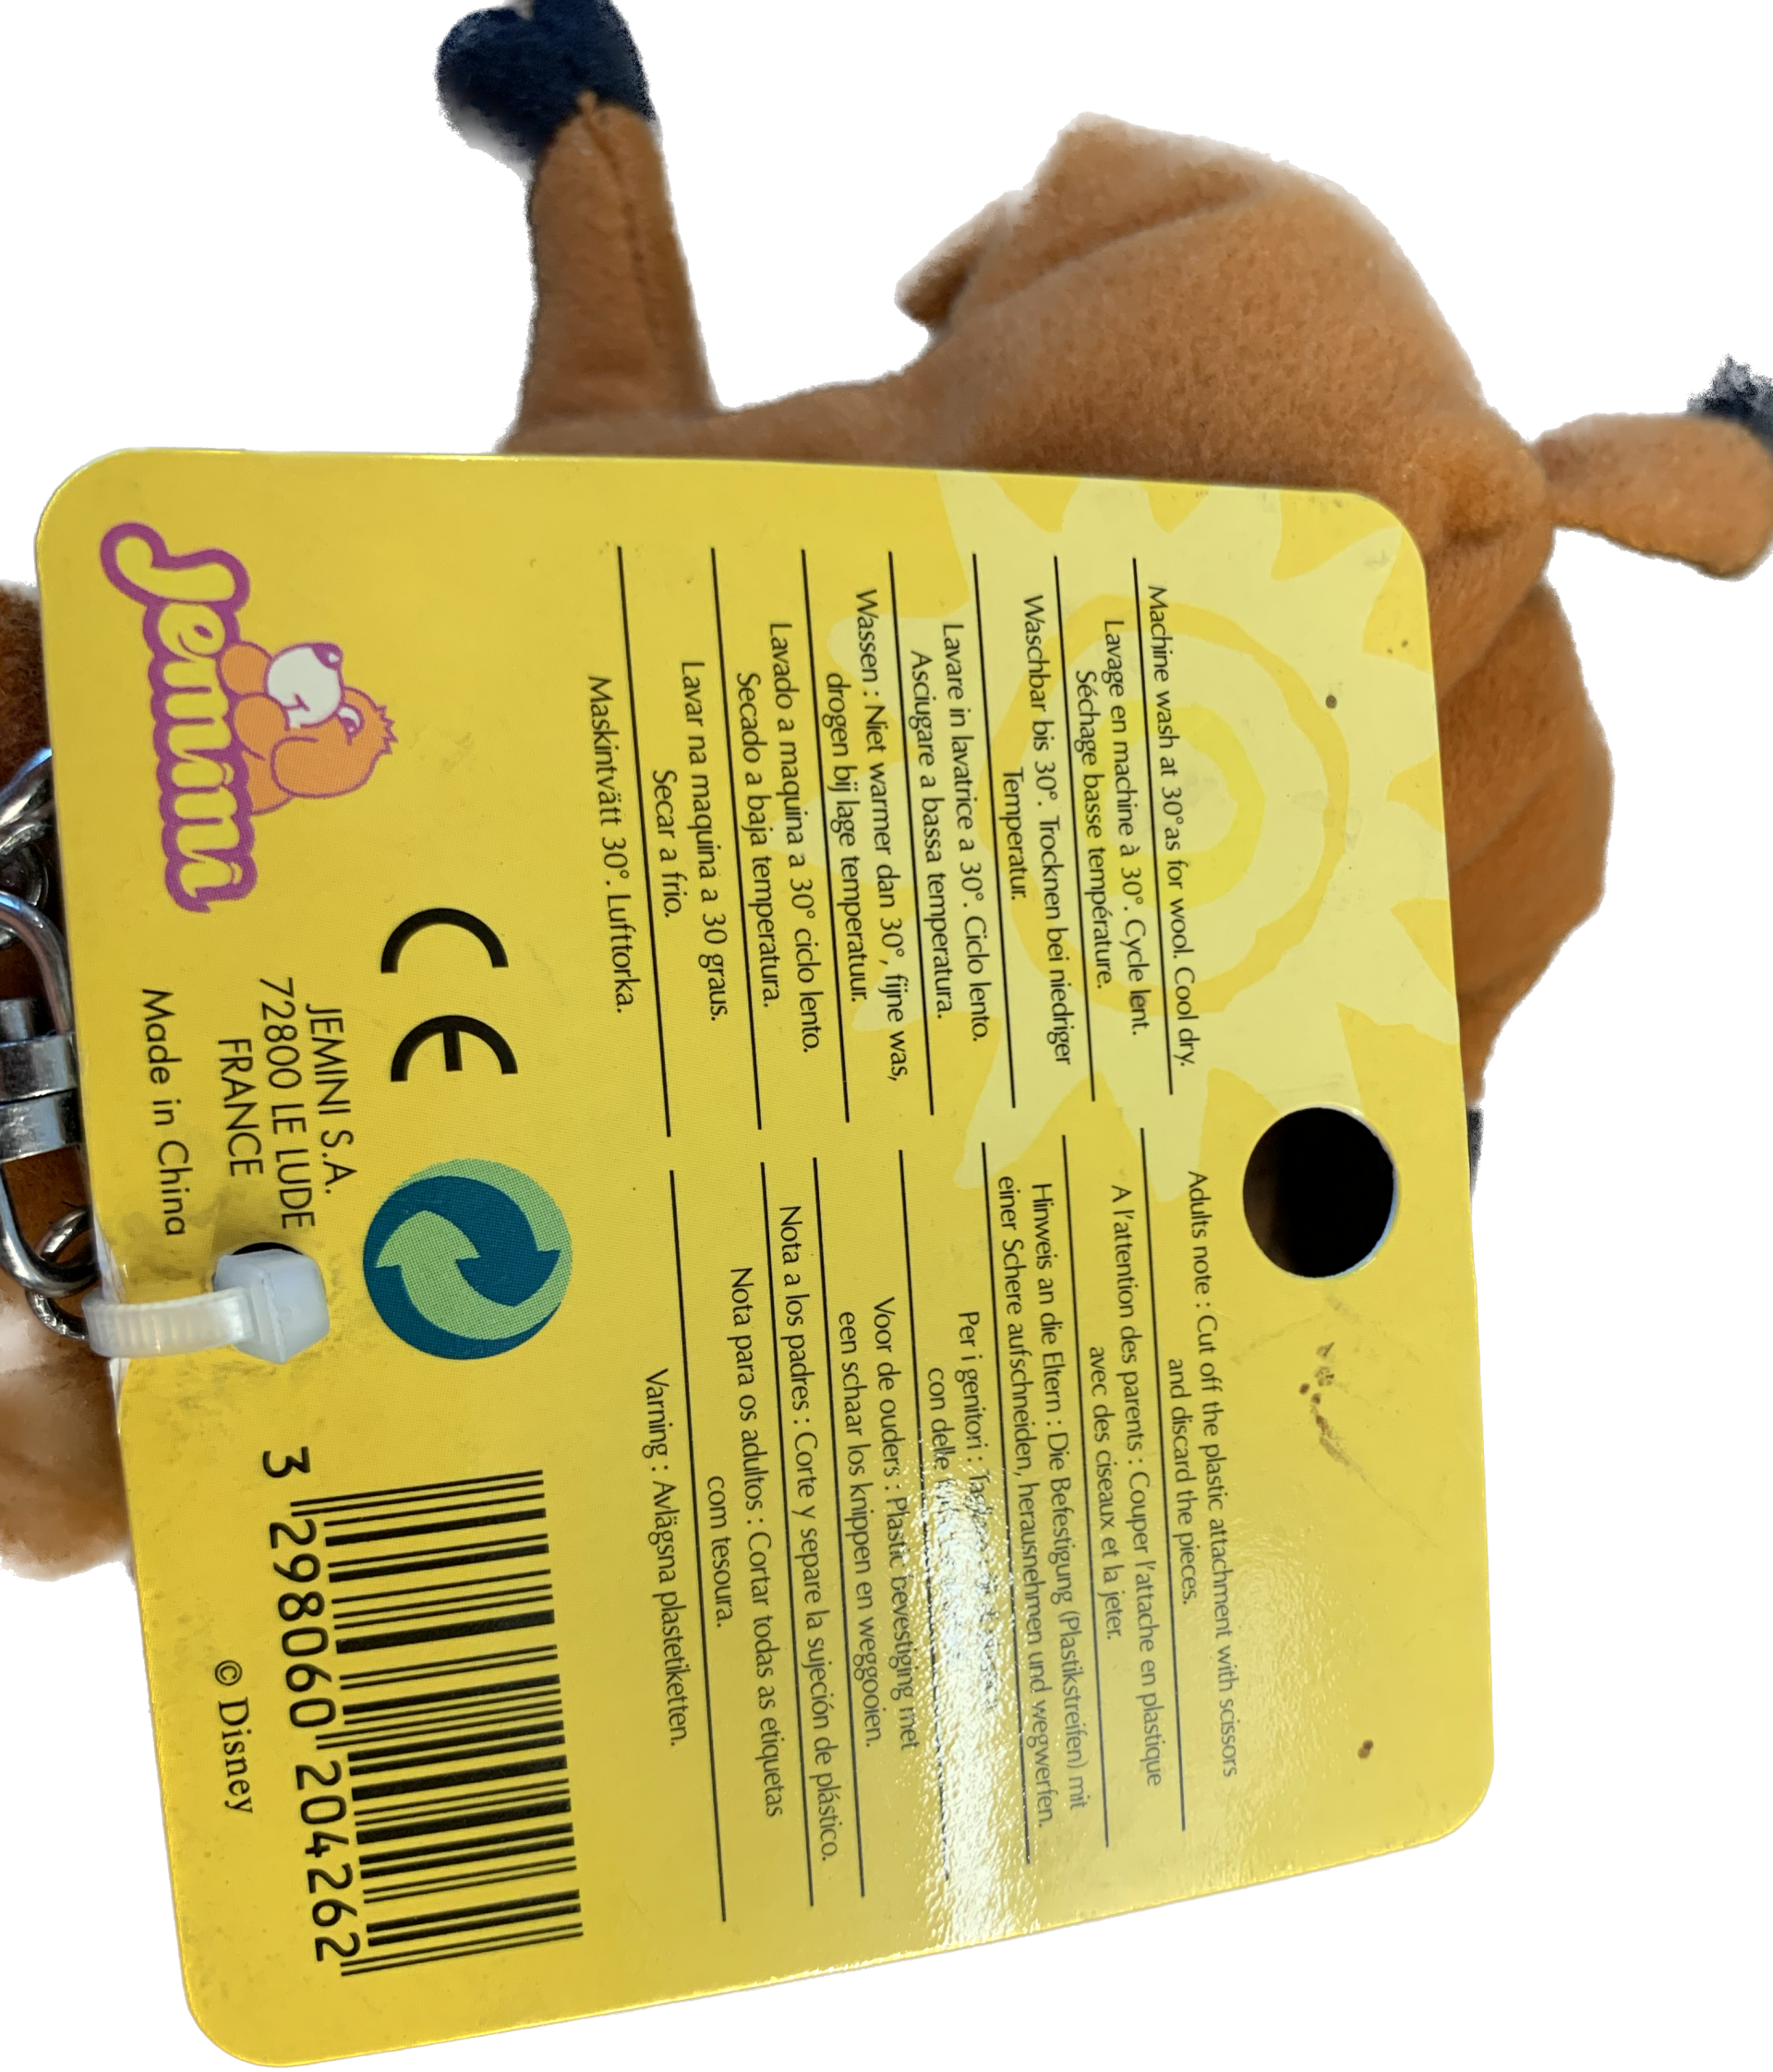 Machine wash at 30°as for wool. Cool dry.
Lavage en machine à 30°. Cycle lent.
Séchage basse température.
Waschbar bis 30°. Trocknen bei niedriger
Temperatur.
Lavare in lavatrice a 30°. Ciclo lento.
Asciugare a bassa temperatura.
Wassen : Niet warmer dan 30°, fijne was,
drogen bij lage temperatuur.
Lavado a maquina a 30° ciclo lento.
Secado a baja temperatura.
Lavar na maquina a 30 graus.
Secar a frio.
Maskintvätt 30°. Lufttorka.
Adults note : Cut off the plastic attachment with scissors
and discard the pieces.
A l'attention des parents : Couper l'attache en plastique
avec des ciseaux et la jeter.
Hinweis an die Eltern : Die Befestigung (Plastikstreifen) mit
einer Schere aufschneiden, herausnehmen und wegwerfen.
Per i genitori :
con delle
Voor de ouders : Plastic bevestiging met
een schaar los knippen en weggooien.
Nota a los padres : Corte y separe la sujeción de plástico.
Nota para os adultos : Cortar todas as etiquetas
com tesoura.
Varning : Avlägsna plastetiketten.
Jemini
CE
JEMINI S.A.
72800 LE LUDE
FRANCE
Made in China
3 298060 204262
© Disney